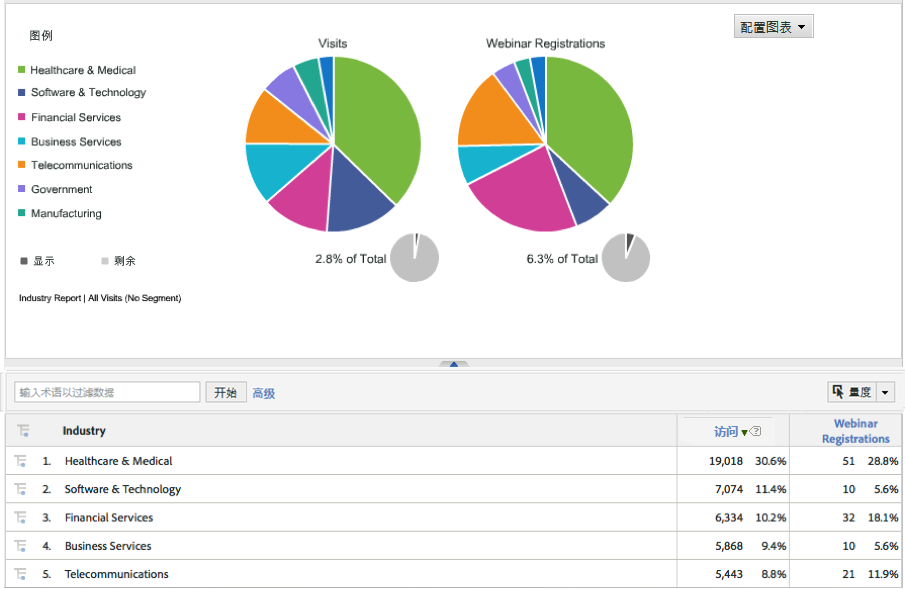 配置图表
图例
Visits
Webinar Registrations
Healthcare & Medical
Software & Technology
Financial Services
Business Services
Telecommunications
Government
Manufacturing
显示 剩余
2.8% of Total
6.3% of Total
Industry Report | All Visits (No Segment)
输入术语以过滤数据 开始 高级 量度
Industry 访问 Webinar Registrations
1. Healthcare & Medical 19,018 30.6% 51 28.8%
2. Software & Technology 7,074 11.4% 10 5.6%
3. Financial Services 6,334 10.2% 32 18.1%
4. Business Services 5,868 9.4% 10 5.6%
5. Telecommunications 5,443 8.8% 21 11.9%